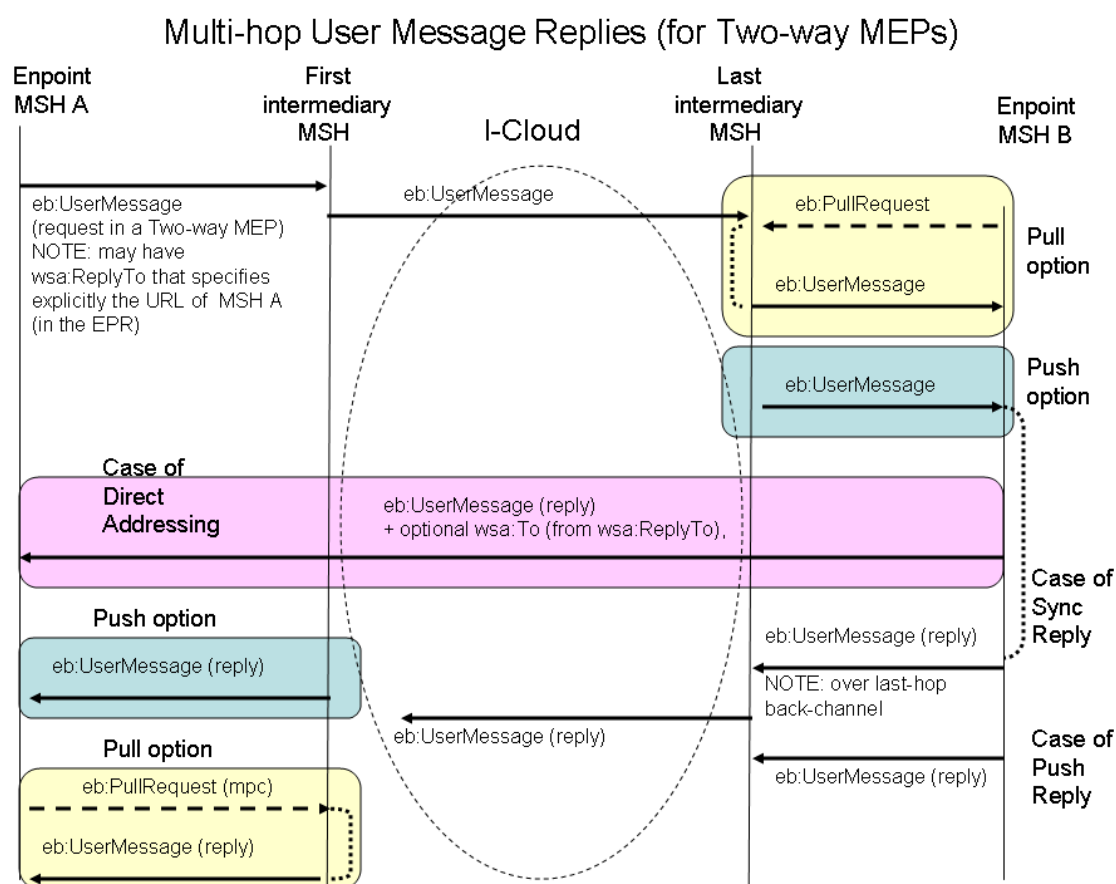 Multi-hop User Message Replies (for Two-way MEPs)
Enpoint
MSH A
First
intermediary
MSH
I-Cloud
Last
intermediary
MSH
Enpoint
MSH B
eb:UserMessage
(request in a Two-way MEP)
NOTE: may have
wsa:ReplyTo that specifies
explicitly the URL of MSH A
(in the EPR)
eb:UserMessage
eb:PullRequest
eb:UserMessage
Pull
option
eb:UserMessage
Push
option
Case of
Direct
Addressing
eb:UserMessage (reply)
+ optional wsa:To (from wsa:ReplyTo),
Case of
Sync
Reply
Push option
eb:UserMessage (reply)
eb:UserMessage (reply)
NOTE: over last-hop
back-channel
eb:UserMessage (reply)
Case of
Push
Reply
eb:UserMessage (reply)
Pull option
eb:PullRequest (mpc)
eb:UserMessage (reply)